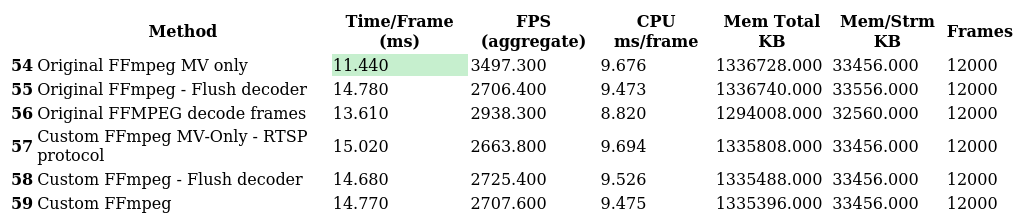 Method Time/Frame (ms) FPS (aggregate) CPU ms/frame Mem Total KB Mem/Strm KB Frames
54 Original FFmpeg MV only 11.440 3497.300 9.676 1336728.000 33456.000 12000
55 Original FFmpeg - Flush decoder 14.780 2706.400 9.473 1336740.000 33556.000 12000
56 Original FFMPEG decode frames 13.610 2938.300 8.820 1294008.000 32560.000 12000
57 Custom FFmpeg MV-Only - RTSP protocol 15.020 2663.800 9.694 1335808.000 33456.000 12000
58 Custom FFmpeg - Flush decoder 14.680 2725.400 9.526 1335488.000 33456.000 12000
59 Custom FFmpeg 14.770 2707.600 9.475 1335396.000 33456.000 12000